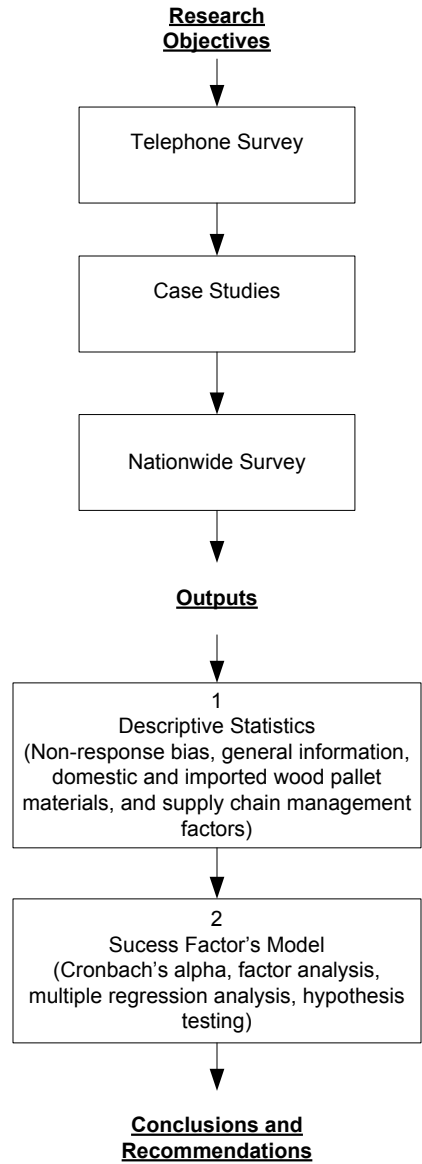 Research
Objectives
Telephone Survey
Case Studies
Nationwide Survey
Outputs
1
Descriptive Statistics
(Non-response bias, general information,
domestic and imported wood pallet
materials, and supply chain management
factors)
2
Sucess Factor’s Model
(Cronbach’s alpha, factor analysis,
multiple regression analysis, hypothesis
testing)
Conclusions and
Recommendations